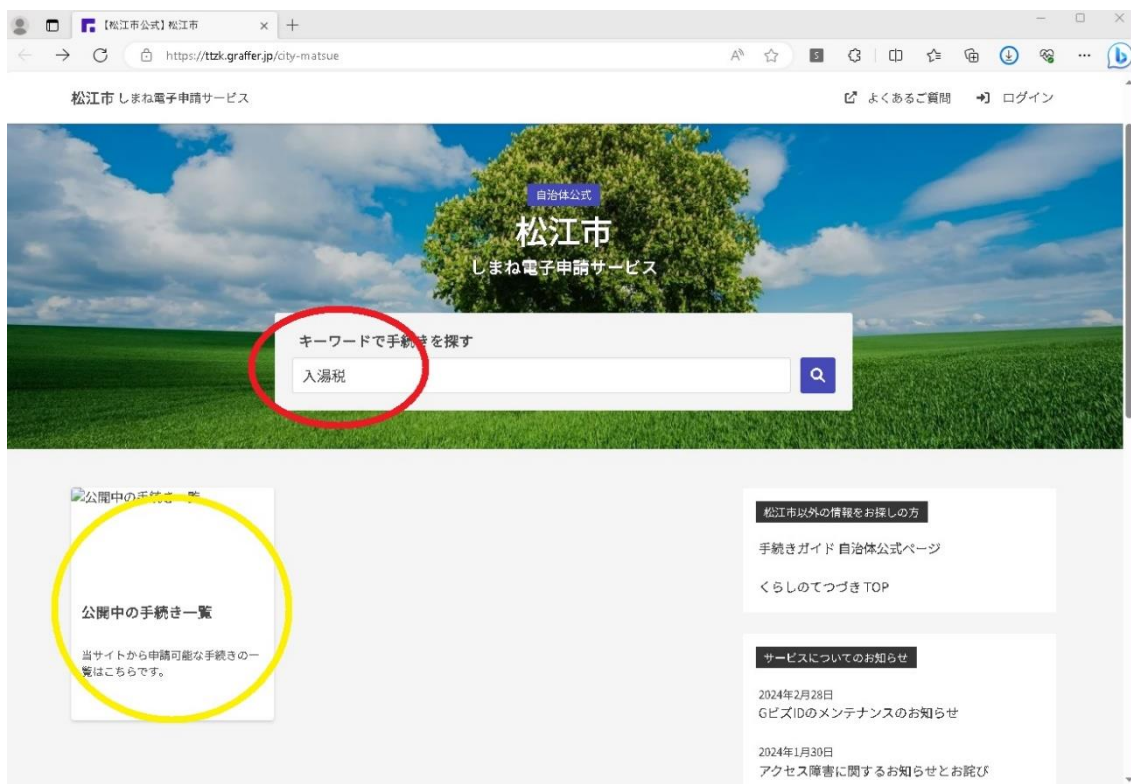 【松江市公式】松江市
https://ttzk.graffer.jp/city-matsue
松江市 しまね電子申請サービス
よくあるご質問
ログイン
自治体公式
松江市
しまね電子申請サービス
キーワードで手続きを探す
入湯税
公開中の手続き一覧
公開中の手続き一覧
当サイトから申請可能な手続きの一
覧はこちらです。
松江市以外の情報をお探しの方
手続きガイド 自治体公式ページ
くらしのてつづき TOP
サービスについてのお知らせ
2024年2月28日
GビズIDのメンテナンスのお知らせ
2024年1月30日
アクセス障害に関するお知らせとお詫び